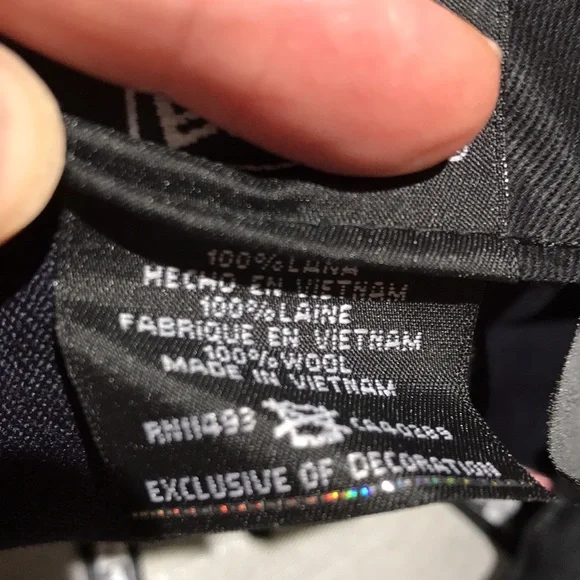 100% LANA
HECHO EN VIETNAM
100% LAINE
FABRIQUE EN VIETNAM
100% WOOL
MADE IN VIETNAM
RN11493 CA40299
EXCLUSIVE OF DECORATION